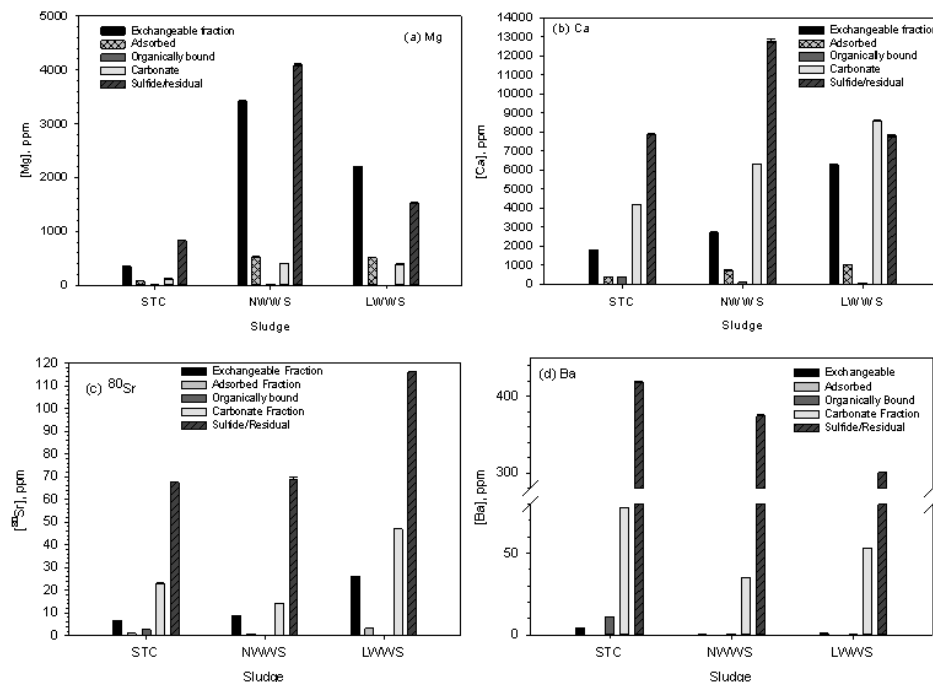 (a) Mg
Exchangeable fraction
Adsorbed
Organically bound
Carbonate
Sulfide/residual
[Mg], ppm
5000
4000
3000
2000
1000
0
STC NWWS LWWS
Sludge
(b) Ca
Exchangeable fraction
Adsorbed
Organically bound
Carbonate
Sulfide/residual
[Ca], ppm
14000
13000
12000
11000
10000
9000
8000
7000
6000
5000
4000
3000
2000
1000
0
STC NWWS LWWS
Sludge
(c) ⁸⁰Sr
Exchangeable Fraction
Adsorbed Fraction
Organically bound
Carbonate Fraction
Sulfide/Residual
[⁸⁰Sr], ppm
120
110
100
90
80
70
60
50
40
30
20
10
0
STC NWWS LWWS
Sludge
(d) Ba
Exchangeable
Adsorbed
Organically Bound
Carbonate Fraction
Sulfide/Residual
[Ba], ppm
400
300
50
0
STC NWWS LWWS
Sludge